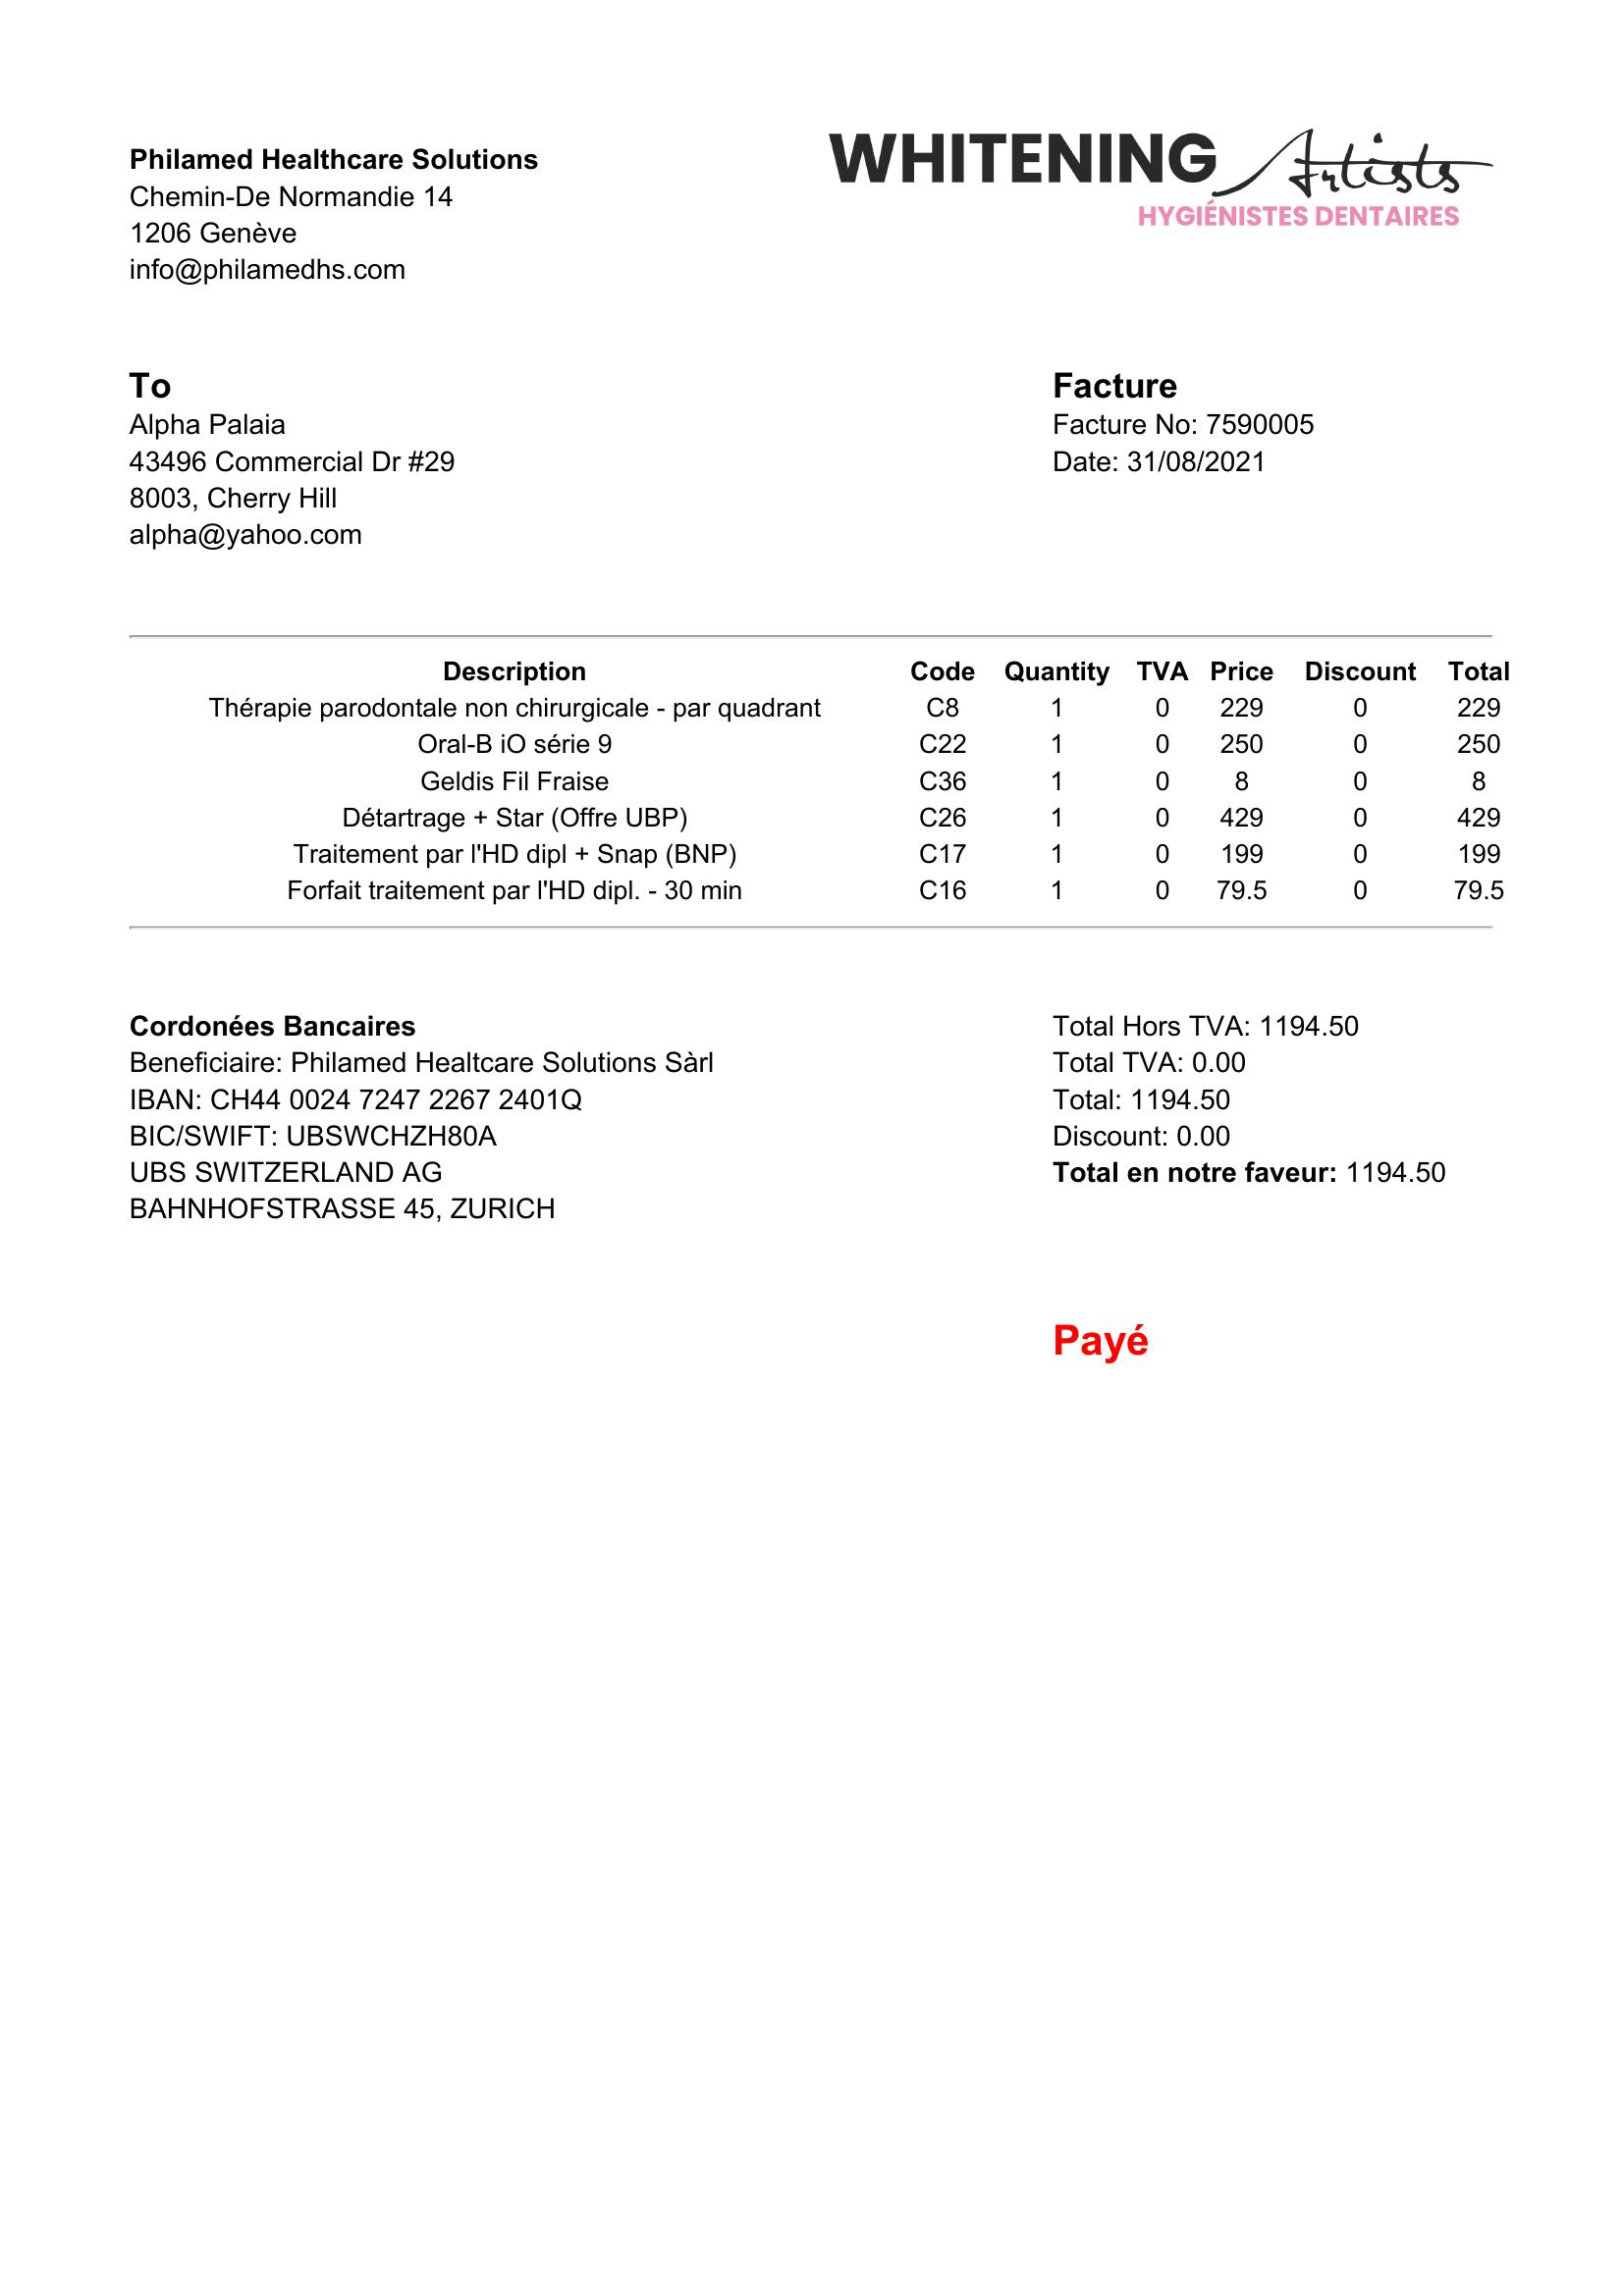 Philamed Healthcare Solutions
Chemin-De Normandie 14
1206 Genève
info@philamedhs.com
WHITENING Artists
HYGIÉNISTES DENTAIRES
To
Alpha Palaia
43496 Commercial Dr #29
8003, Cherry Hill
alpha@yahoo.com
Facture
Facture No: 7590005
Date: 31/08/2021
Description Code Quantity TVA Price Discount Total
Thérapie parodontale non chirurgicale - par quadrant C8 1 0 229 0 229
Oral-B iO série 9 C22 1 0 250 0 250
Geldis Fil Fraise C36 1 0 8 0 8
Détartrage + Star (Offre UBP) C26 1 0 429 0 429
Traitement par l'HD dipl + Snap (BNP) C17 1 0 199 0 199
Forfait traitement par l'HD dipl. - 30 min C16 1 0 79.5 0 79.5
Cordonées Bancaires
Beneficiaire: Philamed Healtcare Solutions Sàrl
IBAN: CH44 0024 7247 2267 2401Q
BIC/SWIFT: UBSWCHZH80A
UBS SWITZERLAND AG
BAHNHOFSTRASSE 45, ZURICH
Total Hors TVA: 1194.50
Total TVA: 0.00
Total: 1194.50
Discount: 0.00
Total en notre faveur: 1194.50
Payé